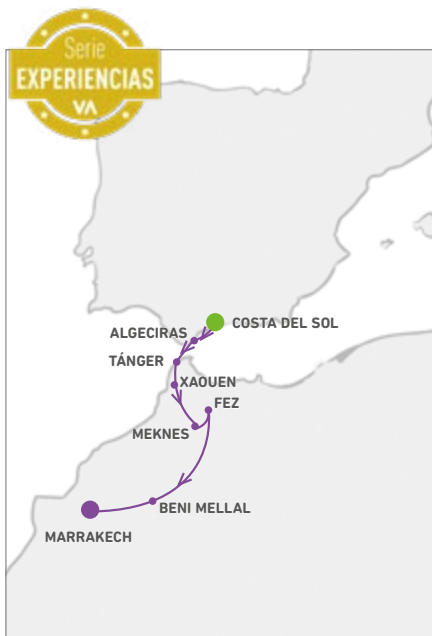 Serie
EXPERIENCIAS
VA
COSTA DEL SOL
ALGECIRAS
TÁNGER
XAOUEN
FEZ
MEKNES
BENI MELLAL
MARRAKECH